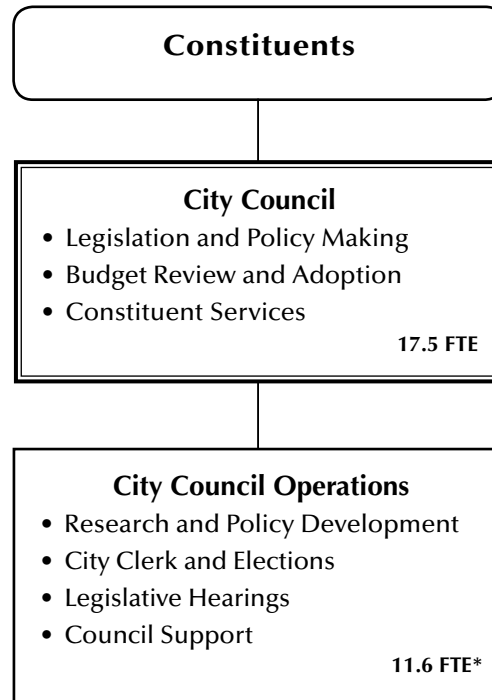 Constituents
City Council
• Legislation and Policy Making
• Budget Review and Adoption
• Constituent Services
17.5 FTE
City Council Operations
• Research and Policy Development
• City Clerk and Elections
• Legislative Hearings
• Council Support
11.6 FTE*